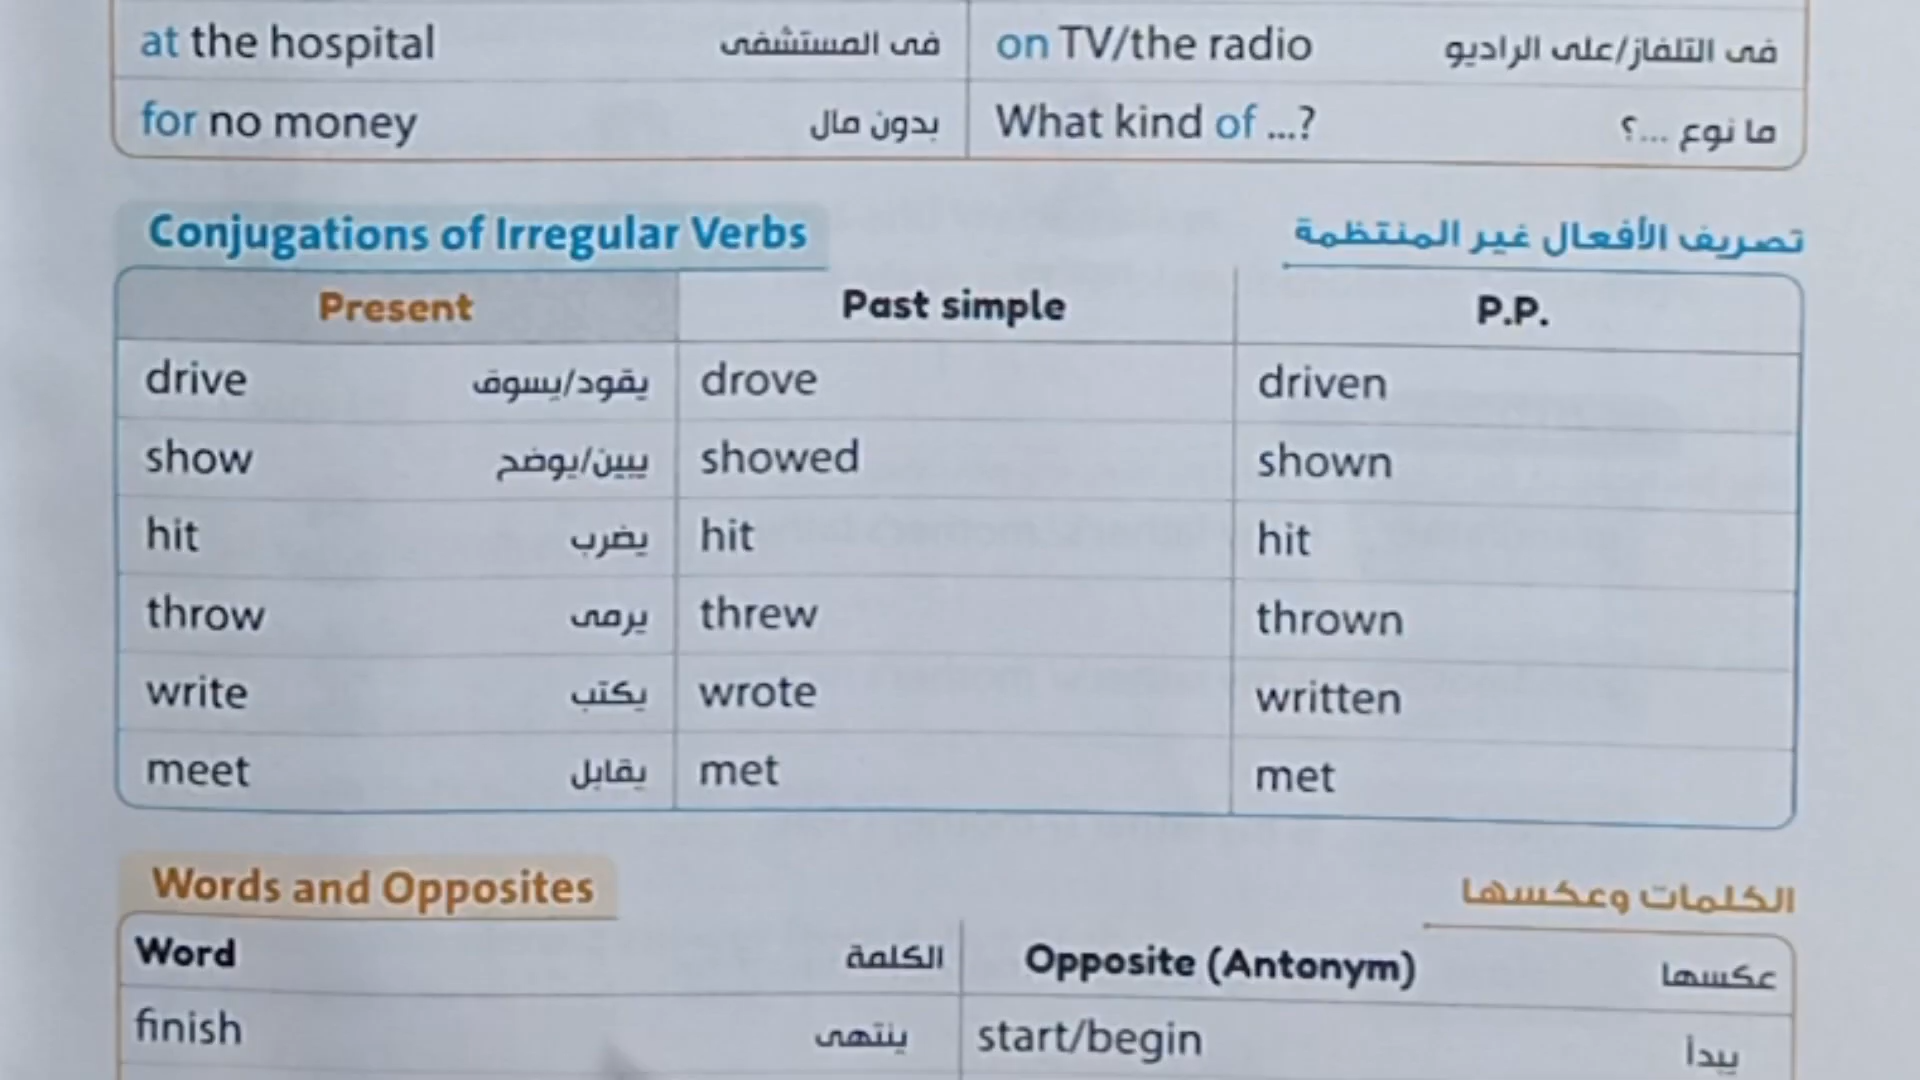 at the hospital فى المستشفى on TV/the radio فى التلفاز/على الراديو
for no money بدون مال What kind of ...? ما نوع ...؟
Conjugations of Irregular Verbs تصريف الأفعال غير المنتظمة
Present Past simple P.P.
drive يقود/يسوق drove driven
show يبين/يوضح showed shown
hit يضرب hit hit
throw يرمى threw thrown
write يكتب wrote written
meet يقابل met met
Words and Opposites الكلمات وعكسها
Word الكلمة Opposite (Antonym) عكسها
finish ينتهى start/begin يبدأ